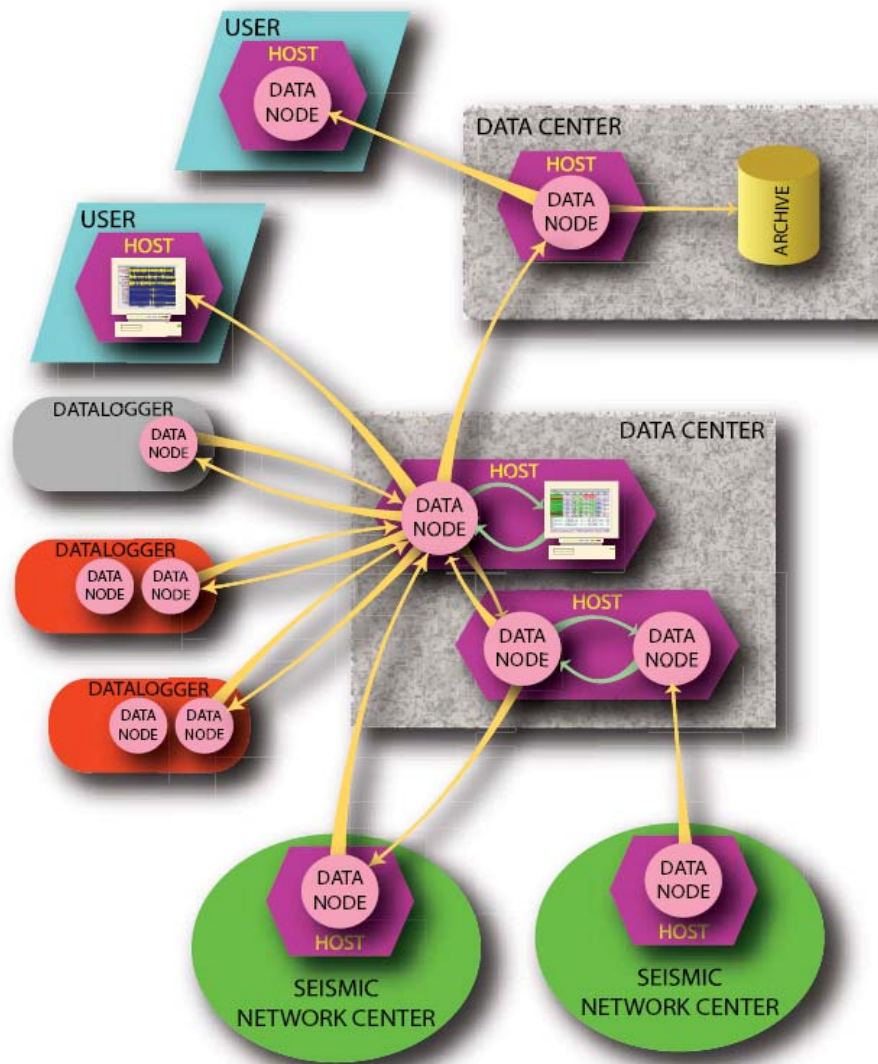 USER
HOST
DATA
NODE
DATA CENTER
HOST
DATA
NODE
ARCHIVE
USER
HOST
DATALOGGER
DATA
NODE
DATA CENTER
HOST
DATA
NODE
DATALOGGER
DATA
NODE
DATA
NODE
HOST
DATA
NODE
DATA
NODE
DATALOGGER
DATA
NODE
DATA
NODE
DATA
NODE
HOST
SEISMIC
NETWORK CENTER
DATA
NODE
HOST
SEISMIC
NETWORK CENTER